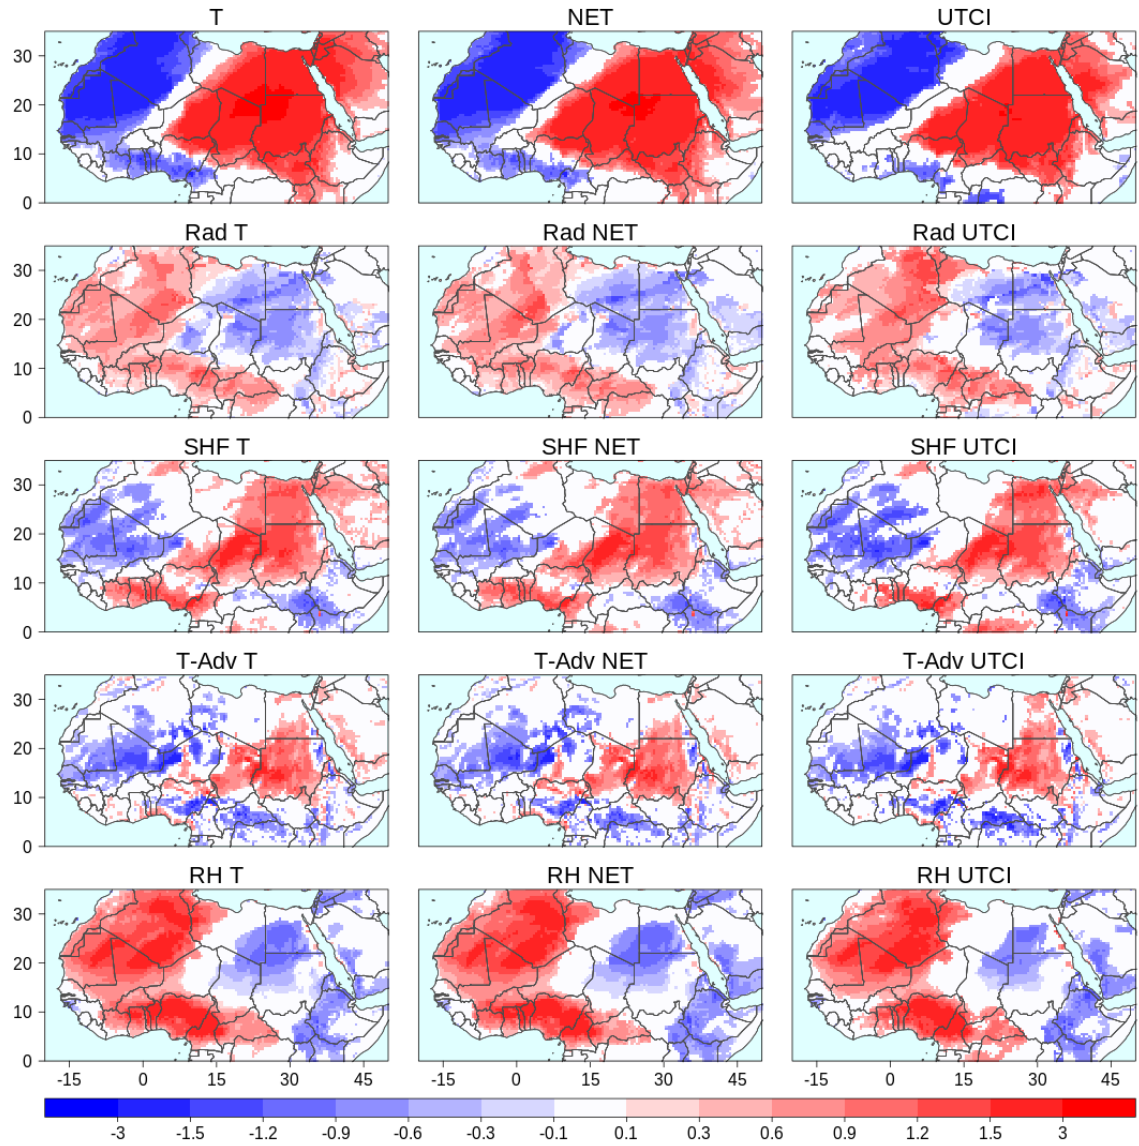 T NET UTCI
30
20
10
0
Rad T Rad NET Rad UTCI
30
20
10
0
SHF T SHF NET SHF UTCI
30
20
10
0
T-Adv T T-Adv NET T-Adv UTCI
30
20
10
0
RH T RH NET RH UTCI
30
20
10
0
-15 0 15 30 45 -15 0 15 30 45 -15 0 15 30 45
-3 -1.5 -1.2 -0.9 -0.6 -0.3 -0.1 0.1 0.3 0.6 0.9 1.2 1.5 3